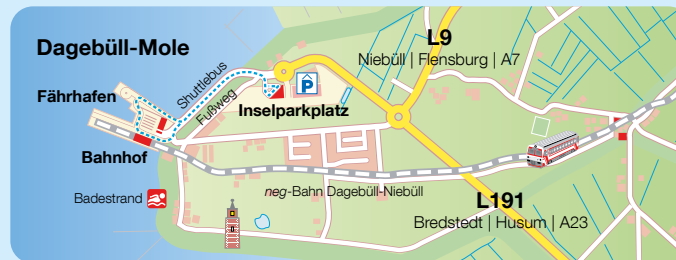 Dagebüll-Mole
L9
Niebüll | Flensburg | A7
Shuttlebus
Fußweg
P
Fährhafen
Inselparkplatz
Bahnhof
neg-Bahn Dagebüll-Niebüll
Badestrand
L191
Bredstedt | Husum | A23